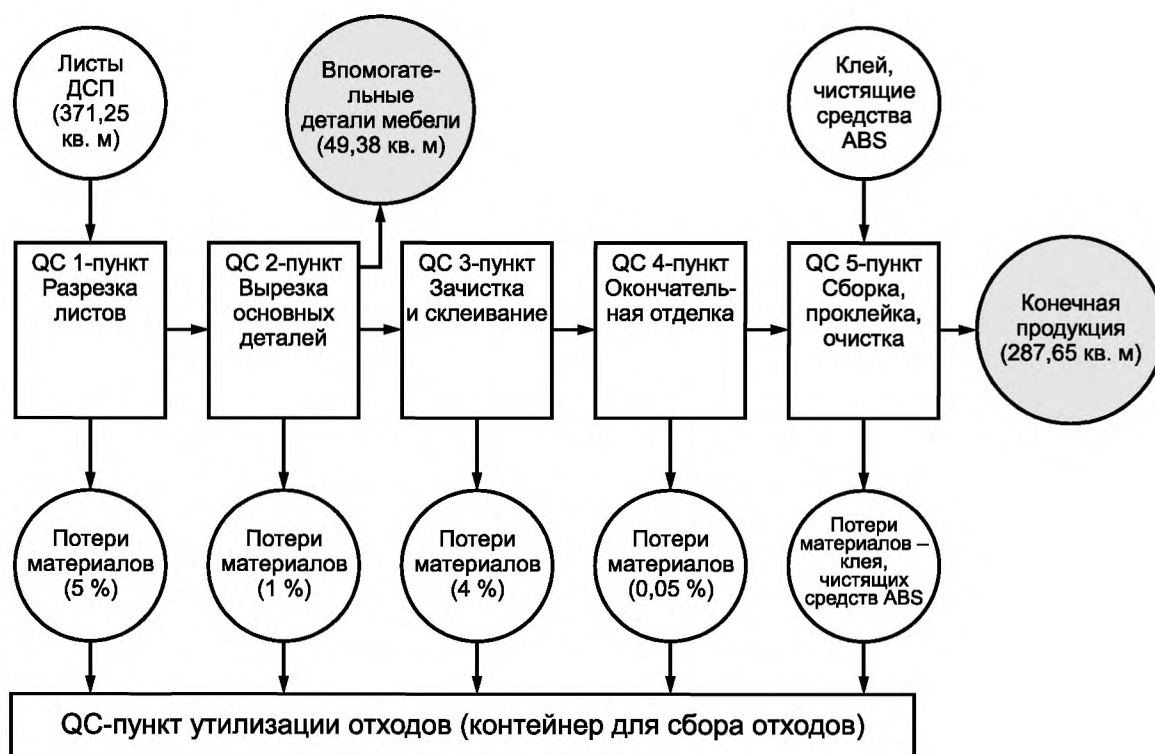 Листы
ДСП
(371,25
кв. м)
Впомогате-
льные
детали мебели
(49,38 кв. м)
Клей,
чистящие
средства
ABS
QC 1-пункт
Разрезка
листов
QC 2-пункт
Вырезка
основных
деталей
QC 3-пункт
Зачистка
и склеивание
QC 4-пункт
Окончатель-
ная отделка
QC 5-пункт
Сборка,
проклейка,
очистка
Конечная
продукция
(287,65 кв. м)
Потери
материалов
(5 %)
Потери
материалов
(1 %)
Потери
материалов
(4 %)
Потери
материалов
(0,05 %)
Потери
материалов –
клея,
чистящих
средств ABS
QC-пункт утилизации отходов (контейнер для сбора отходов)